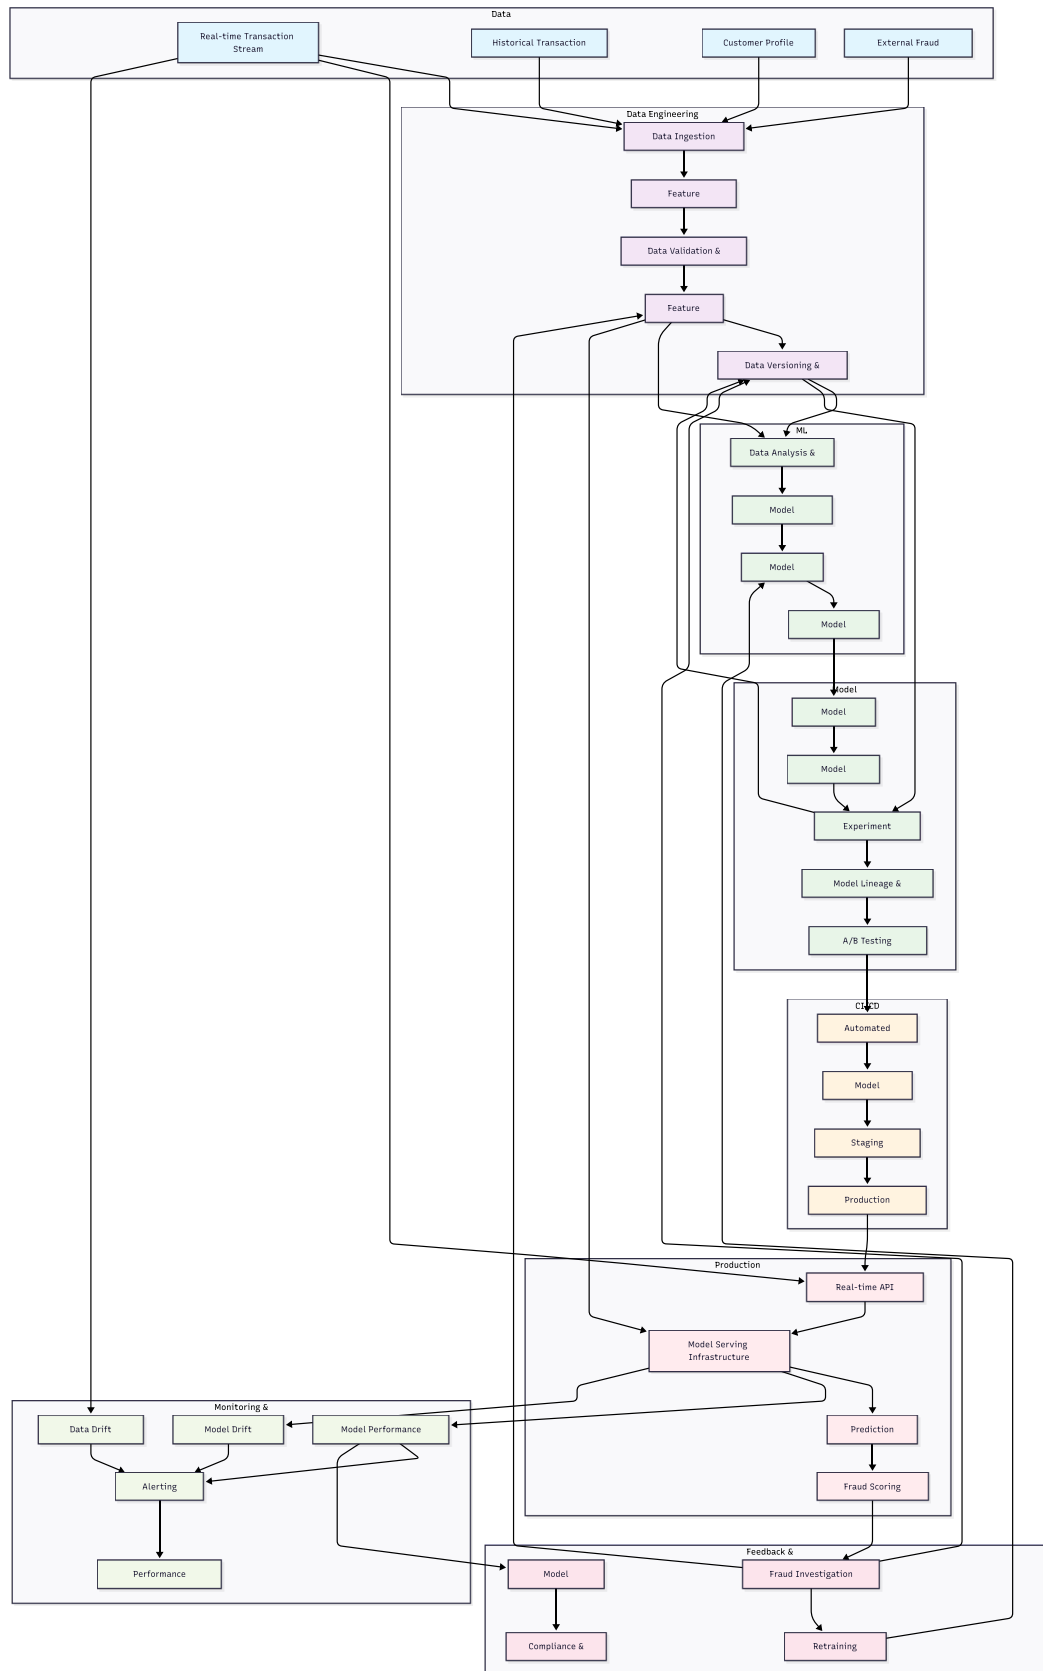 Data
Real-time Transaction
Stream
Historical Transaction
Customer Profile
External Fraud
Data Engineering
Data Ingestion
Feature
Data Validation &
Feature
Data Versioning &
ML
Data Analysis &
Model
Model
Model
Model
Model
Model
Experiment
Model Lineage &
A/B Testing
CI/CD
Automated
Model
Staging
Production
Production
Real-time API
Model Serving
Infrastructure
Prediction
Fraud Scoring
Monitoring &
Data Drift
Model Drift
Model Performance
Alerting
Performance
Feedback &
Model
Fraud Investigation
Compliance &
Retraining